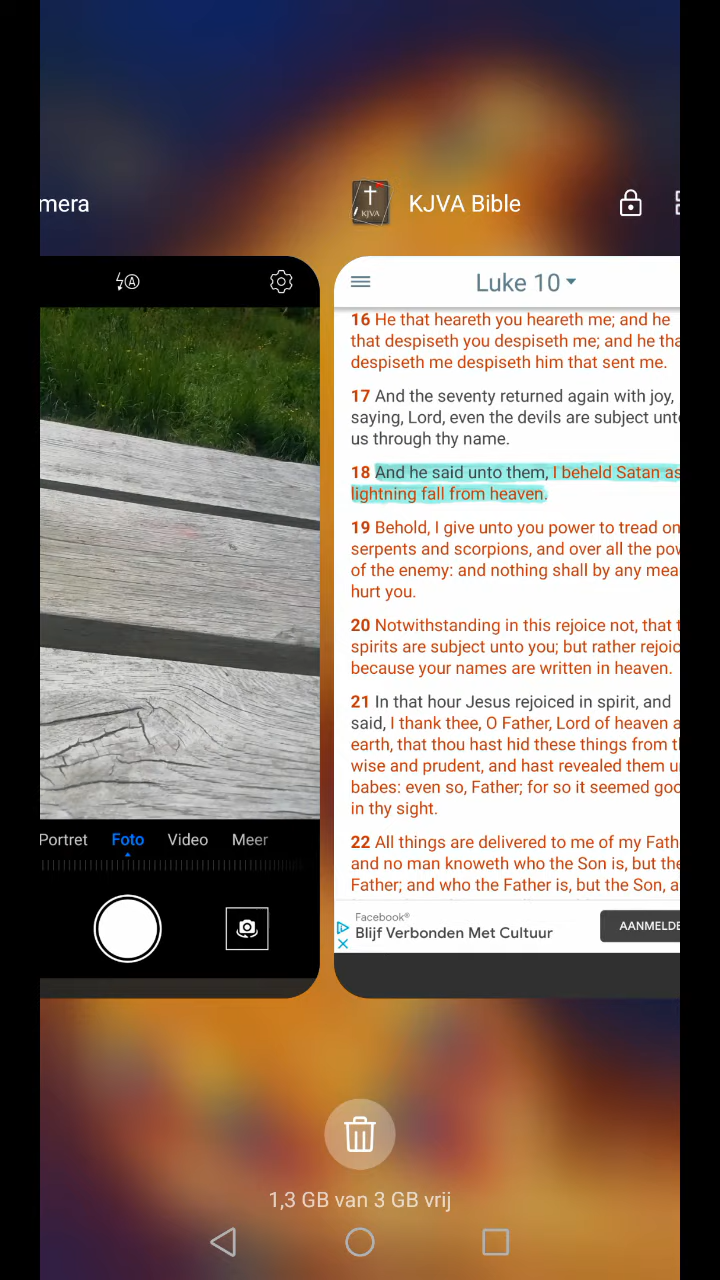 mera
KJVA
KJVA Bible
A
Luke 10
16 He that heareth you heareth me; and he
that despiseth you despiseth me; and he tha
despiseth me despiseth him that sent me.
17 And the seventy returned again with joy,
saying, Lord, even the devils are subject unto
us through thy name.
18 And he said unto them, I beheld Satan as
lightning fall from heaven.
19 Behold, I give unto you power to tread on
serpents and scorpions, and over all the pow
of the enemy: and nothing shall by any mea
hurt you.
20 Notwithstanding in this rejoice not, that t
spirits are subject unto you; but rather rejoic
because your names are written in heaven.
21 In that hour Jesus rejoiced in spirit, and
said, I thank thee, O Father, Lord of heaven a
earth, that thou hast hid these things from th
wise and prudent, and hast revealed them u
babes: even so, Father; for so it seemed goo
in thy sight.
22 All things are delivered to me of my Fath
and no man knoweth who the Son is, but the
Father; and who the Father is, but the Son, a
Portret Foto Video Meer
Facebook®
Blijf Verbonden Met Cultuur
AANMELDE
1,3 GB van 3 GB vrij